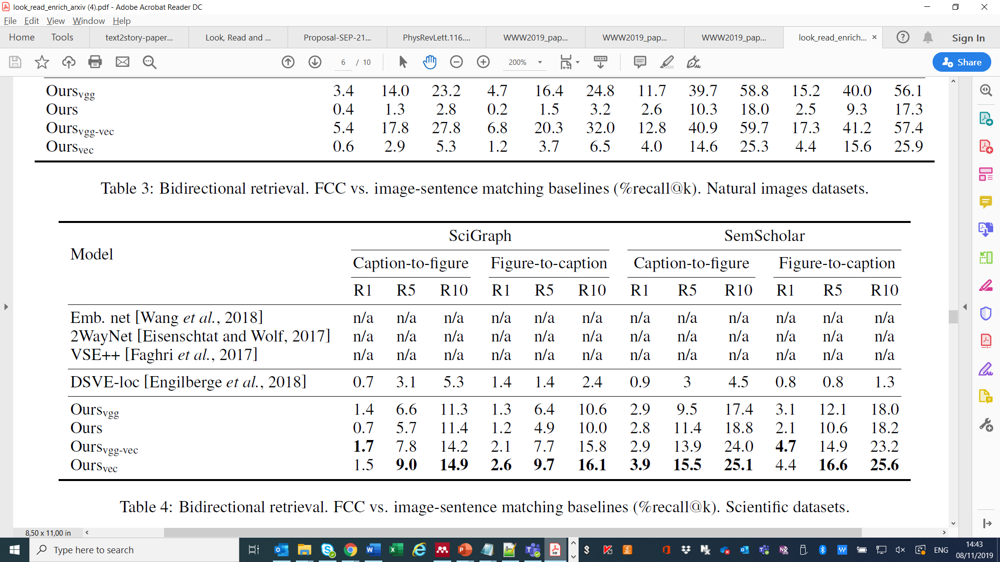 look_read_enrich_arxiv (4).pdf - Adobe Acrobat Reader DC
File Edit View Window Help
Home Tools text2story-paper... Look, Read and ... Proposal-SEP-21... PhysRevLett.116.... WWW2019_pap... WWW2019_pap... WWW2019_pap... look_read_enrich... × Sign In
6 / 10 200% Share
Oursvgg 3.4 14.0 23.2 4.7 16.4 24.8 11.7 39.7 58.8 15.2 40.0 56.1
Ours 0.4 1.3 2.8 0.2 1.5 3.2 2.6 10.3 18.0 2.5 9.3 17.3
Oursvgg-vec 5.4 17.8 27.8 6.8 20.3 32.0 12.8 40.9 59.7 17.3 41.2 57.4
Oursvec 0.6 2.9 5.3 1.2 3.7 6.5 4.0 14.6 25.3 4.4 15.6 25.9
Table 3: Bidirectional retrieval. FCC vs. image-sentence matching baselines (%recall@k). Natural images datasets.
SciGraph SemScholar
Model
Caption-to-figure Figure-to-caption Caption-to-figure Figure-to-caption
R1 R5 R10 R1 R5 R10 R1 R5 R10 R1 R5 R10
Emb. net [Wang et al., 2018] n/a n/a n/a n/a n/a n/a n/a n/a n/a n/a n/a n/a
2WayNet [Eisenschtat and Wolf, 2017] n/a n/a n/a n/a n/a n/a n/a n/a n/a n/a n/a n/a
VSE++ [Faghri et al., 2017] n/a n/a n/a n/a n/a n/a n/a n/a n/a n/a n/a n/a
DSVE-loc [Engilberge et al., 2018] 0.7 3.1 5.3 1.4 1.4 2.4 0.9 3 4.5 0.8 0.8 1.3
Oursvgg 1.4 6.6 11.3 1.3 6.4 10.6 2.9 9.5 17.4 3.1 12.1 18.0
Ours 0.7 5.7 11.4 1.2 4.9 10.0 2.8 11.4 18.8 2.1 10.6 18.2
Oursvgg-vec 1.7 7.8 14.2 2.1 7.7 15.8 2.9 13.9 24.0 4.7 14.9 23.2
Oursvec 1.5 9.0 14.9 2.6 9.7 16.1 3.9 15.5 25.1 4.4 16.6 25.6
Table 4: Bidirectional retrieval. FCC vs. image-sentence matching baselines (%recall@k). Scientific datasets.
8,50 x 11,00 in
Type here to search
ENG
14:43
08/11/2019